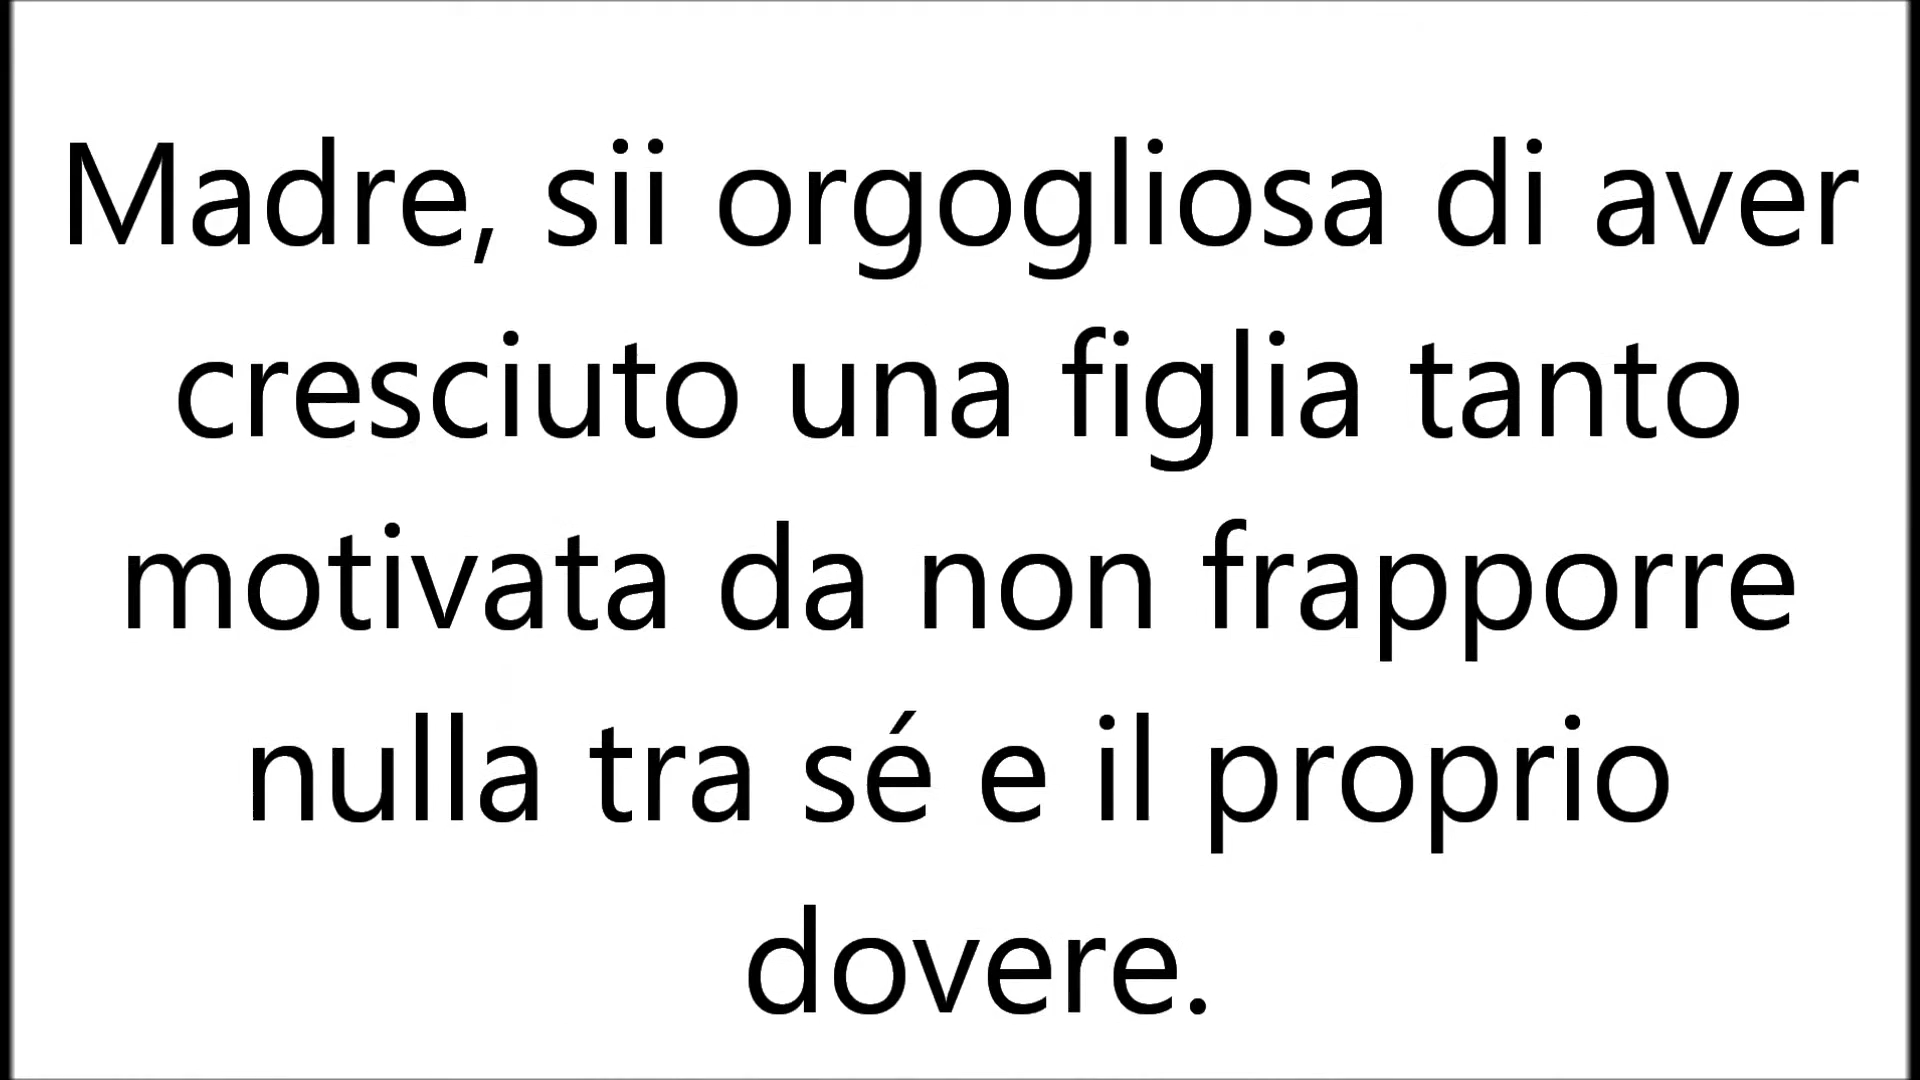 Madre, sii orgogliosa di aver
cresciuto una figlia tanto
motivata da non frapporre
nulla tra sé e il proprio
dovere.